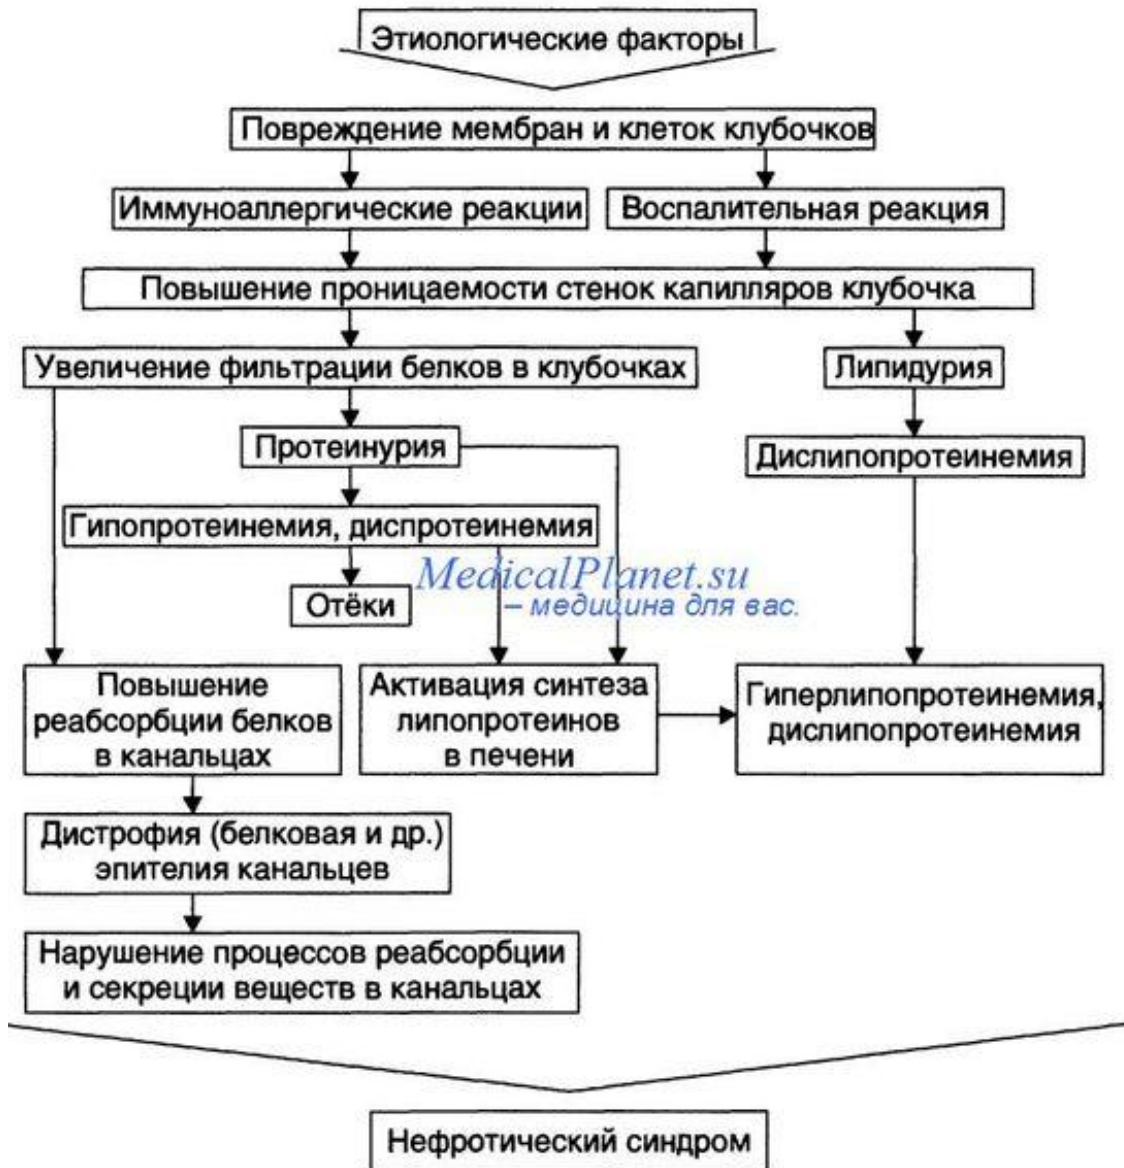 Этиологические факторы
Повреждение мембран и клеток клубочков
Иммуноаллергические реакции
Воспалительная реакция
Повышение проницаемости стенок капилляров клубочка
Увеличение фильтрации белков в клубочках
Липидурия
Протеинурия
Дислипопротеинемия
Гипопротеинемия, диспротеинемия
MedicalPlanet.su
– медицина для вас.
Отёки
Повышение
реабсорбции белков
в канальцах
Активация синтеза
липопротеинов
в печени
Гиперлипопротеинемия,
дислипопротеинемия
Дистрофия (белковая и др.)
эпителия канальцев
Нарушение процессов реабсорбции
и секреции веществ в канальцах
Нефротический синдром